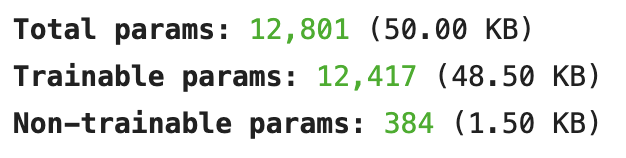 Total params: 12,801 (50.00 KB)
Trainable params: 12,417 (48.50 KB)
Non-trainable params: 384 (1.50 KB)